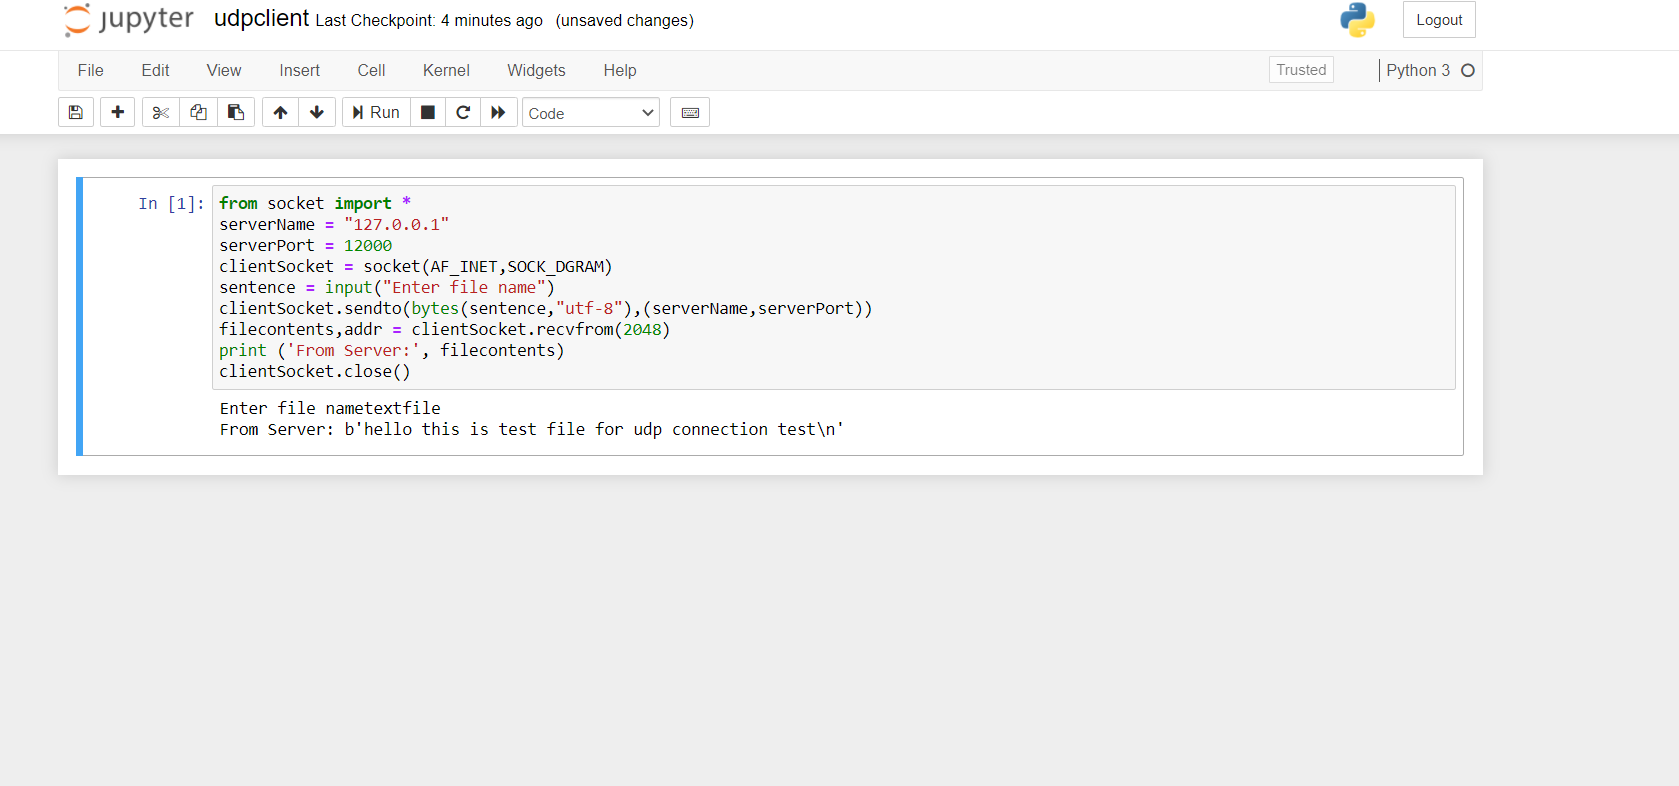 jupyter udpclient Last Checkpoint: 4 minutes ago (unsaved changes) Logout
File Edit View Insert Cell Kernel Widgets Help Trusted Python 3
Run Code
In [1]: from socket import *
serverName = "127.0.0.1"
serverPort = 12000
clientSocket = socket(AF_INET,SOCK_DGRAM)
sentence = input("Enter file name")
clientSocket.sendto(bytes(sentence,"utf-8"),(serverName,serverPort))
filecontents,addr = clientSocket.recvfrom(2048)
print ('From Server:', filecontents)
clientSocket.close()
Enter file nametextfile
From Server: b'hello this is test file for udp connection test\n'